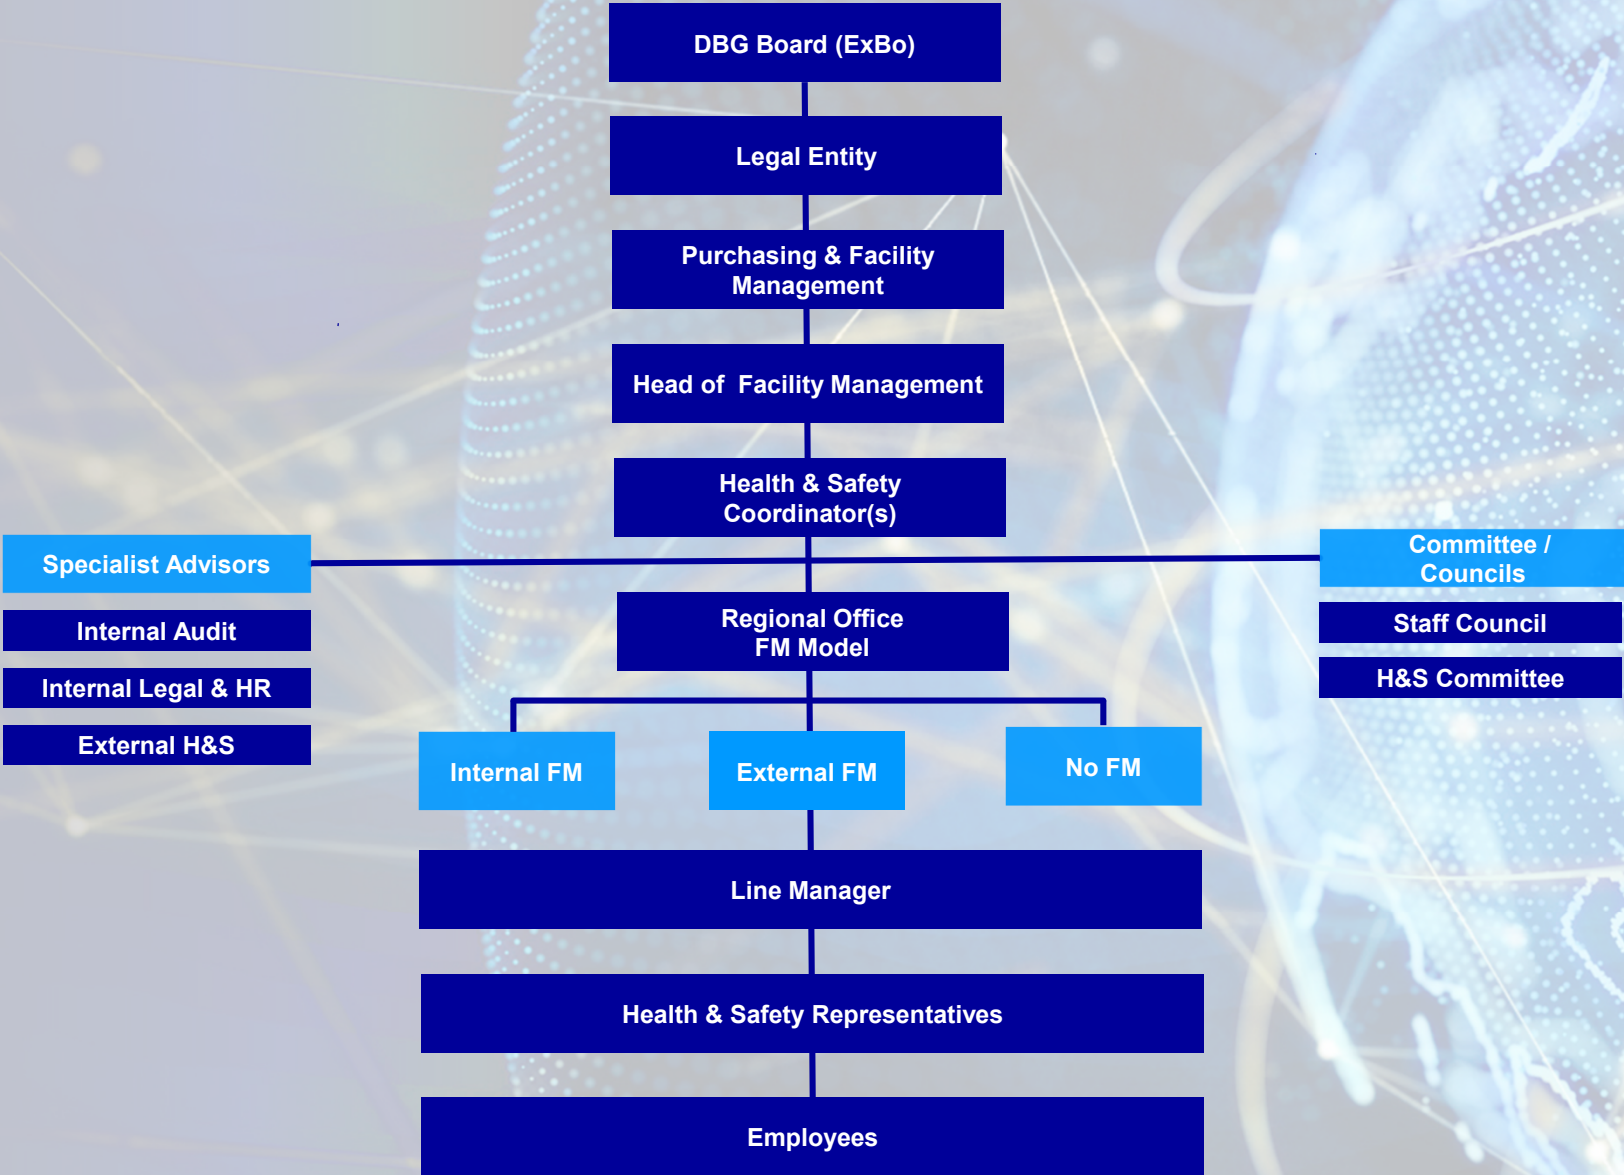 DBG Board (ExBo)
Legal Entity
Purchasing & Facility
Management
Head of  Facility Management
Health & Safety
Coordinator(s)
Specialist Advisors
Internal Audit
Internal Legal & HR
External H&S
Committee /
Councils
Staff Council
H&S Committee
Regional Office
FM Model
Internal FM
External FM
No FM
Line Manager
Health & Safety Representatives
Employees